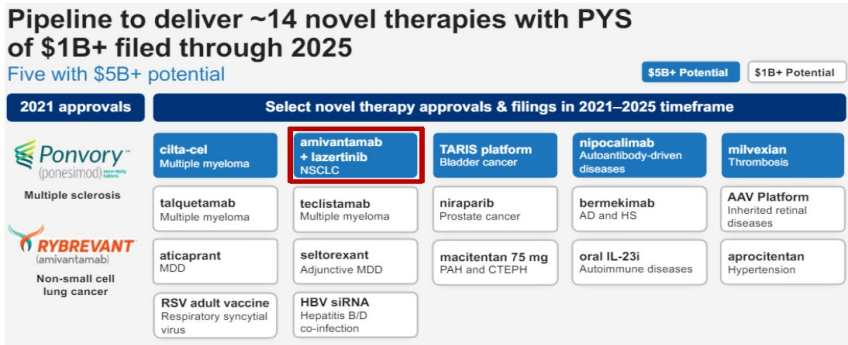 Pipeline to deliver ~14 novel therapies with PYS
of $1B+ filed through 2025
Five with $5B+ potential
$5B+ Potential
$1B+ Potential
2021 approvals
Select novel therapy approvals & filings in 2021–2025 timeframe
Ponvory™
(ponesimod) once-daily tablets
Multiple sclerosis
RYBREVANT
(amivantamab)
Non-small cell
lung cancer
cilta-cel
Multiple myeloma
amivantamab
+ lazertinib
NSCLC
TARIS platform
Bladder cancer
nipocalimab
Autoantibody-driven
diseases
milvexian
Thrombosis
talquetamab
Multiple myeloma
teclistamab
Multiple myeloma
niraparib
Prostate cancer
bermekimab
AD and HS
AAV Platform
Inherited retinal
diseases
aticaprant
MDD
seltorexant
Adjunctive MDD
macitentan 75 mg
PAH and CTEPH
oral IL-23i
Autoimmune diseases
aprocitentan
Hypertension
RSV adult vaccine
Respiratory syncytial
virus
HBV siRNA
Hepatitis B/D
co-infection